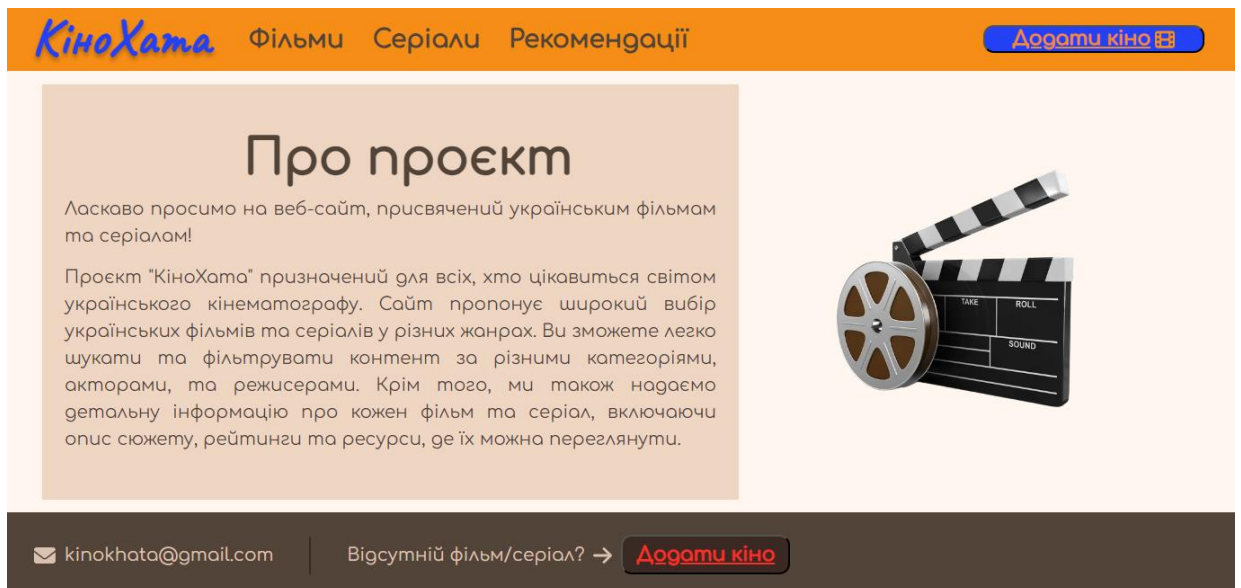 КіноХата Фільми Серіали Рекомендації Додати кіно
Про проєкт
Ласкаво просимо на веб-сайт, присвячений українським фільмам
та серіалам!
Проєкт "КіноХата" призначений для всіх, хто цікавиться світом
українського кінематографу. Сайт пропонує широкий вибір
українських фільмів та серіалів у різних жанрах. Ви зможете легко
шукати та фільтрувати контент за різними категоріями,
акторами, та режисерами. Крім того, ми також надаємо
детальну інформацію про кожен фільм та серіал, включаючи
опис сюжету, рейтинги та ресурси, де їх можна переглянути.
TAKE ROLL
SOUND
kinokhata@gmail.com Відсутній фільм/серіал? → Додати кіно